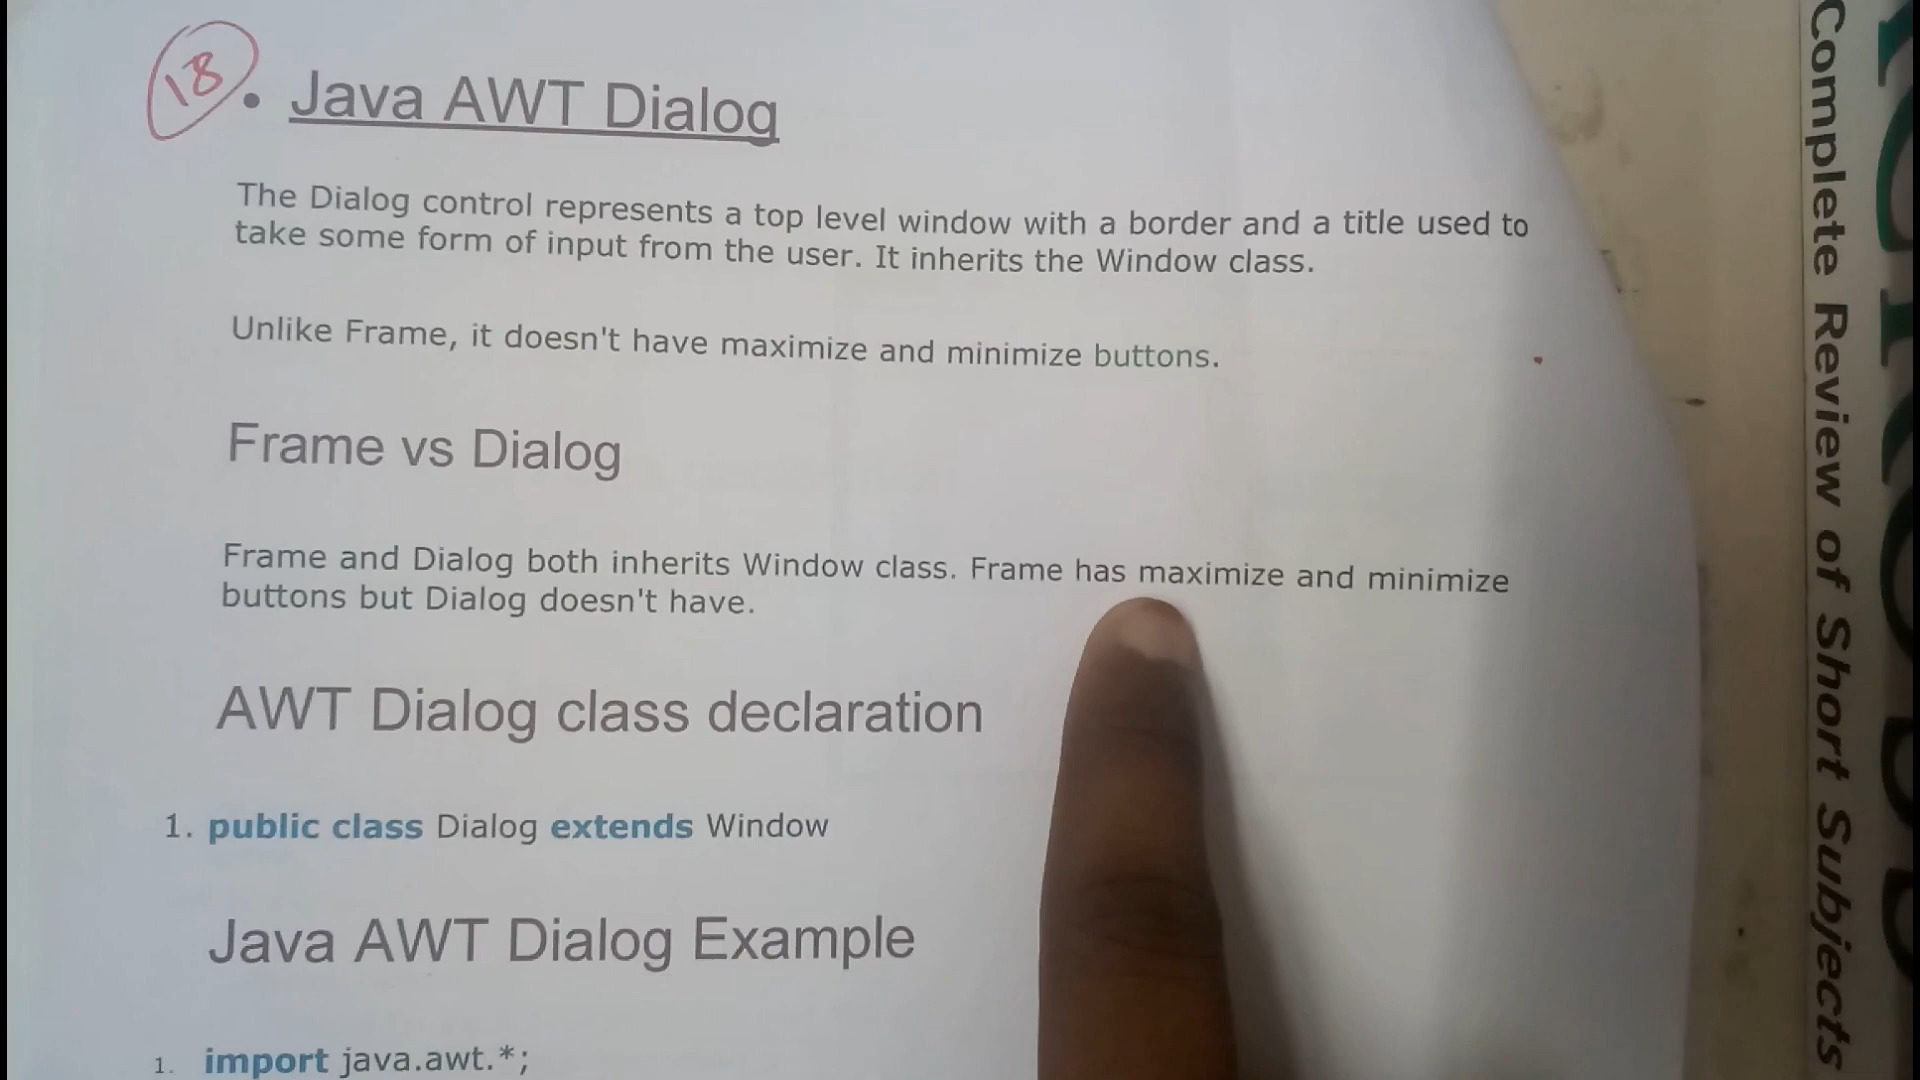 18
• Java AWT Dialog
The Dialog control represents a top level window with a border and a title used to
take some form of input from the user. It inherits the Window class.
Unlike Frame, it doesn't have maximize and minimize buttons.
Frame vs Dialog
Frame and Dialog both inherits Window class. Frame has maximize and minimize
buttons but Dialog doesn't have.
AWT Dialog class declaration
1. public class Dialog extends Window
Java AWT Dialog Example
1. import java.awt.*;
Complete Review of Short Subjects